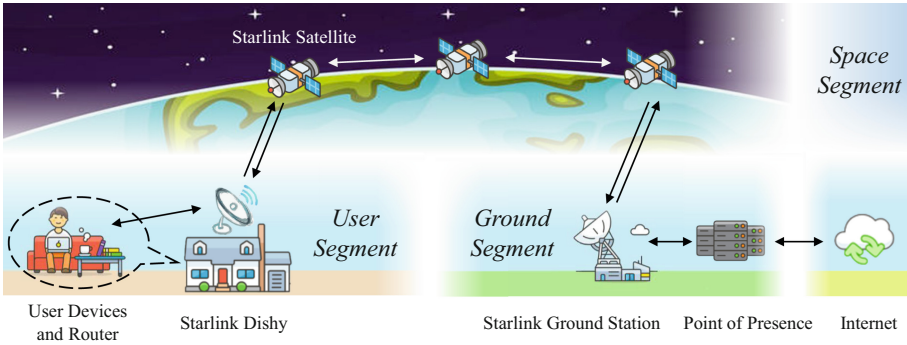 Starlink Satellite
Space
Segment
User
Segment
Ground
Segment
User Devices
and Router
Starlink Dishy
Starlink Ground Station
Point of Presence
Internet